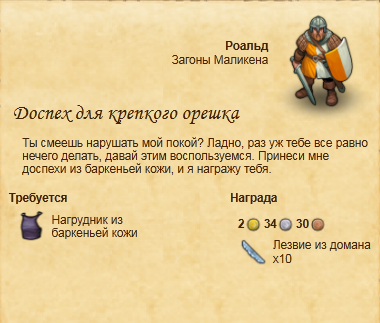 Роальд
Загоны Маликена
Доспех для крепкого орешка
Ты смеешь нарушать мой покой? Ладно, раз уж тебе все равно
нечего делать, давай этим воспользуемся. Принеси мне
доспехи из баркеньей кожи, и я награжу тебя.
Требуется
Нагрудник из
баркеньей кожи
Награда
2 34 30
Лезвие из домана
x10